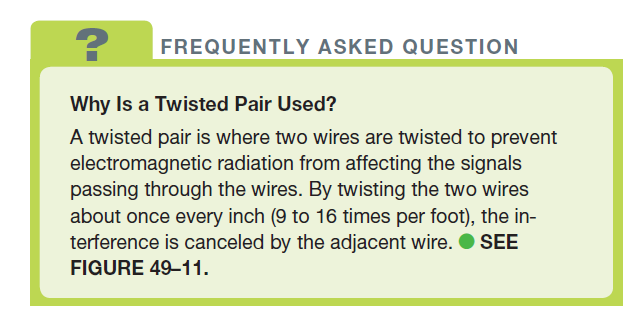 ?
FREQUENTLY ASKED QUESTION
Why Is a Twisted Pair Used?
A twisted pair is where two wires are twisted to prevent
electromagnetic radiation from affecting the signals
passing through the wires. By twisting the two wires
about once every inch (9 to 16 times per foot), the in-
terference is canceled by the adjacent wire. ● SEE
FIGURE 49–11.